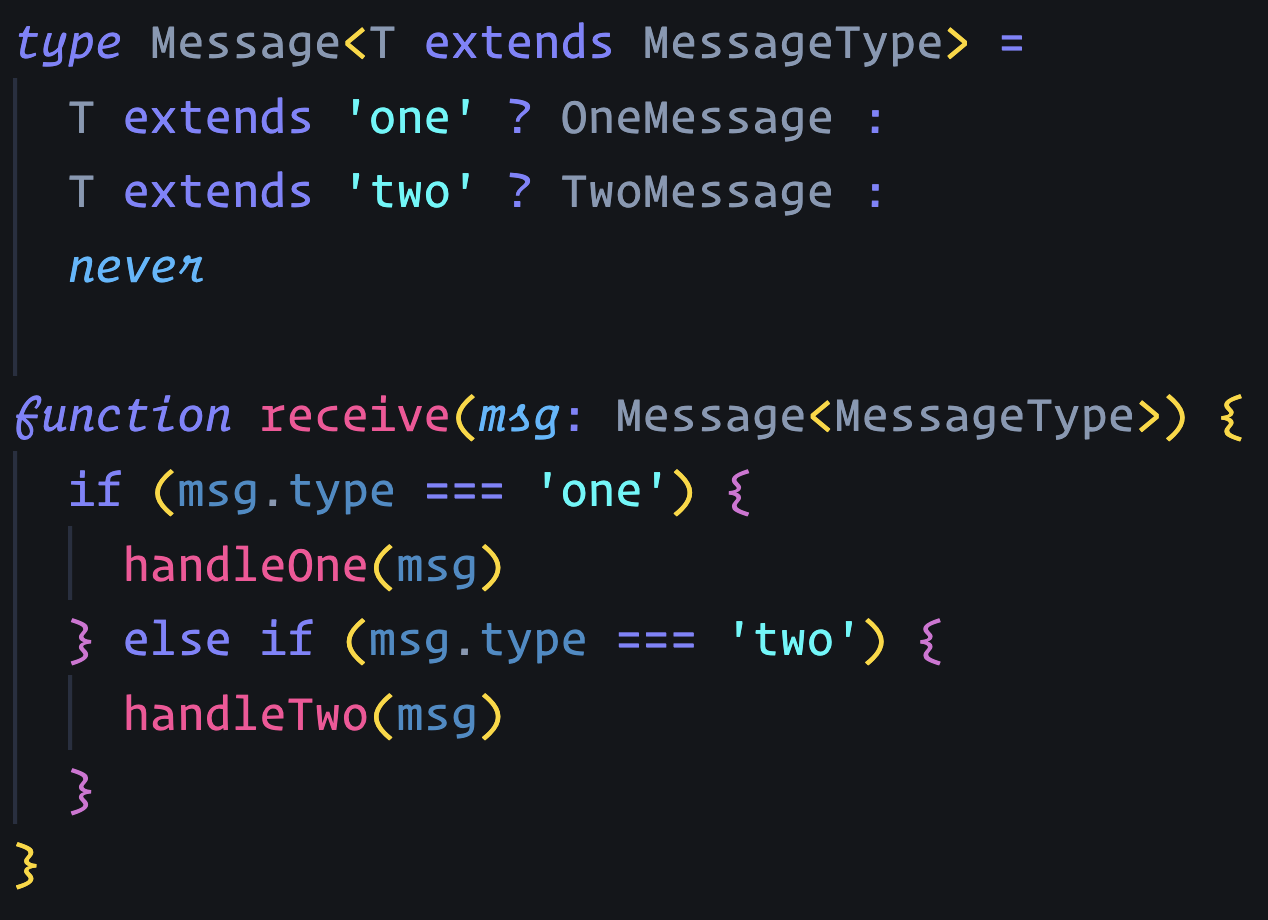 type Message<T extends MessageType> =
  T extends 'one' ? OneMessage :
  T extends 'two' ? TwoMessage :
  never

function receive(msg: Message<MessageType>) {
  if (msg.type === 'one') {
    handleOne(msg)
  } else if (msg.type === 'two') {
    handleTwo(msg)
  }
}